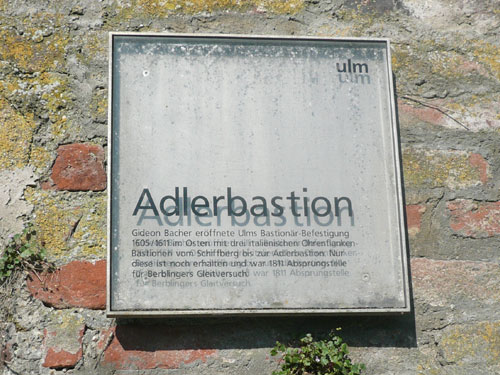 ulm
Adlerbastion
Gideon Bacher eröffnete Ulms Bastionär-Befestigung
1605/1611 im Osten mit drei italienischen Ohrenflanken
Bastionen vom Schiffberg bis zur Adlerbastion. Nur
diese ist noch erhalten und war 1811 Absprungstelle
für Berblingers Gleitversuch.